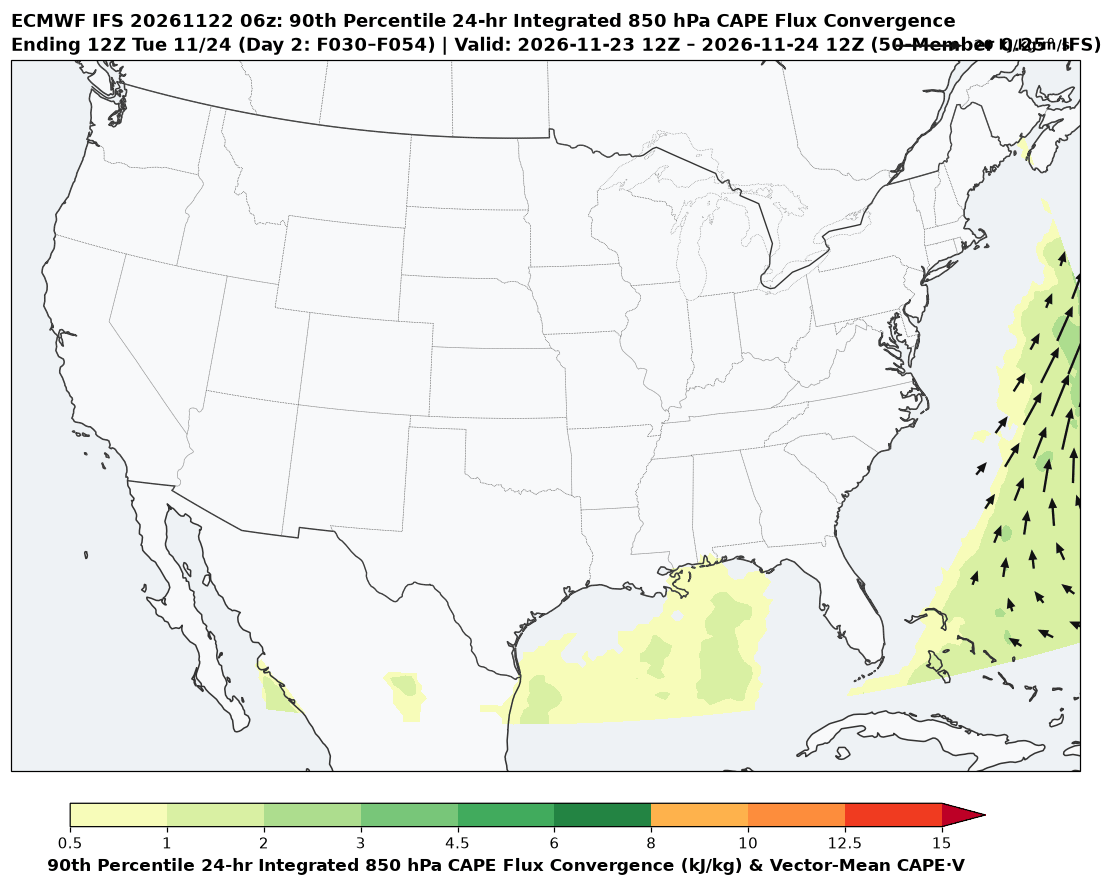 ECMWF IFS 20261122 06z: 90th Percentile 24-hr Integrated 850 hPa CAPE Flux Convergence
Ending 12Z Tue 11/24 (Day 2: F030–F054) | Valid: 2026-11-23 12Z – 2026-11-24 12Z (50-Member 0.25° IFS)
0.5 1 2 3 4.5 6 8 10 12.5 15
90th Percentile 24-hr Integrated 850 hPa CAPE Flux Convergence (kJ/kg) & Vector-Mean CAPE·V